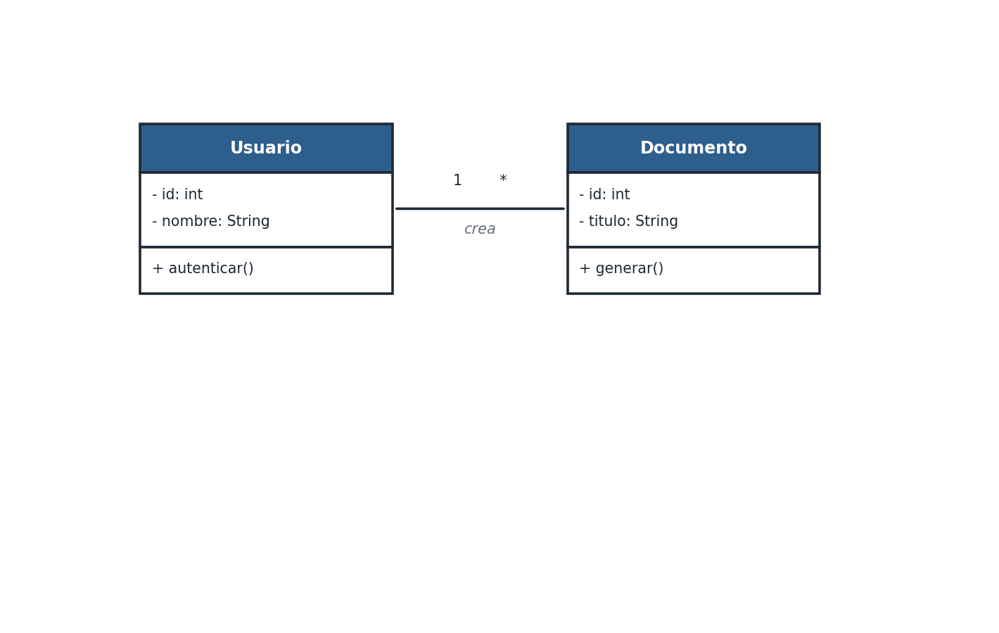 Usuario
- id: int
- nombre: String
+ autenticar()
1 *
crea
Documento
- id: int
- titulo: String
+ generar()